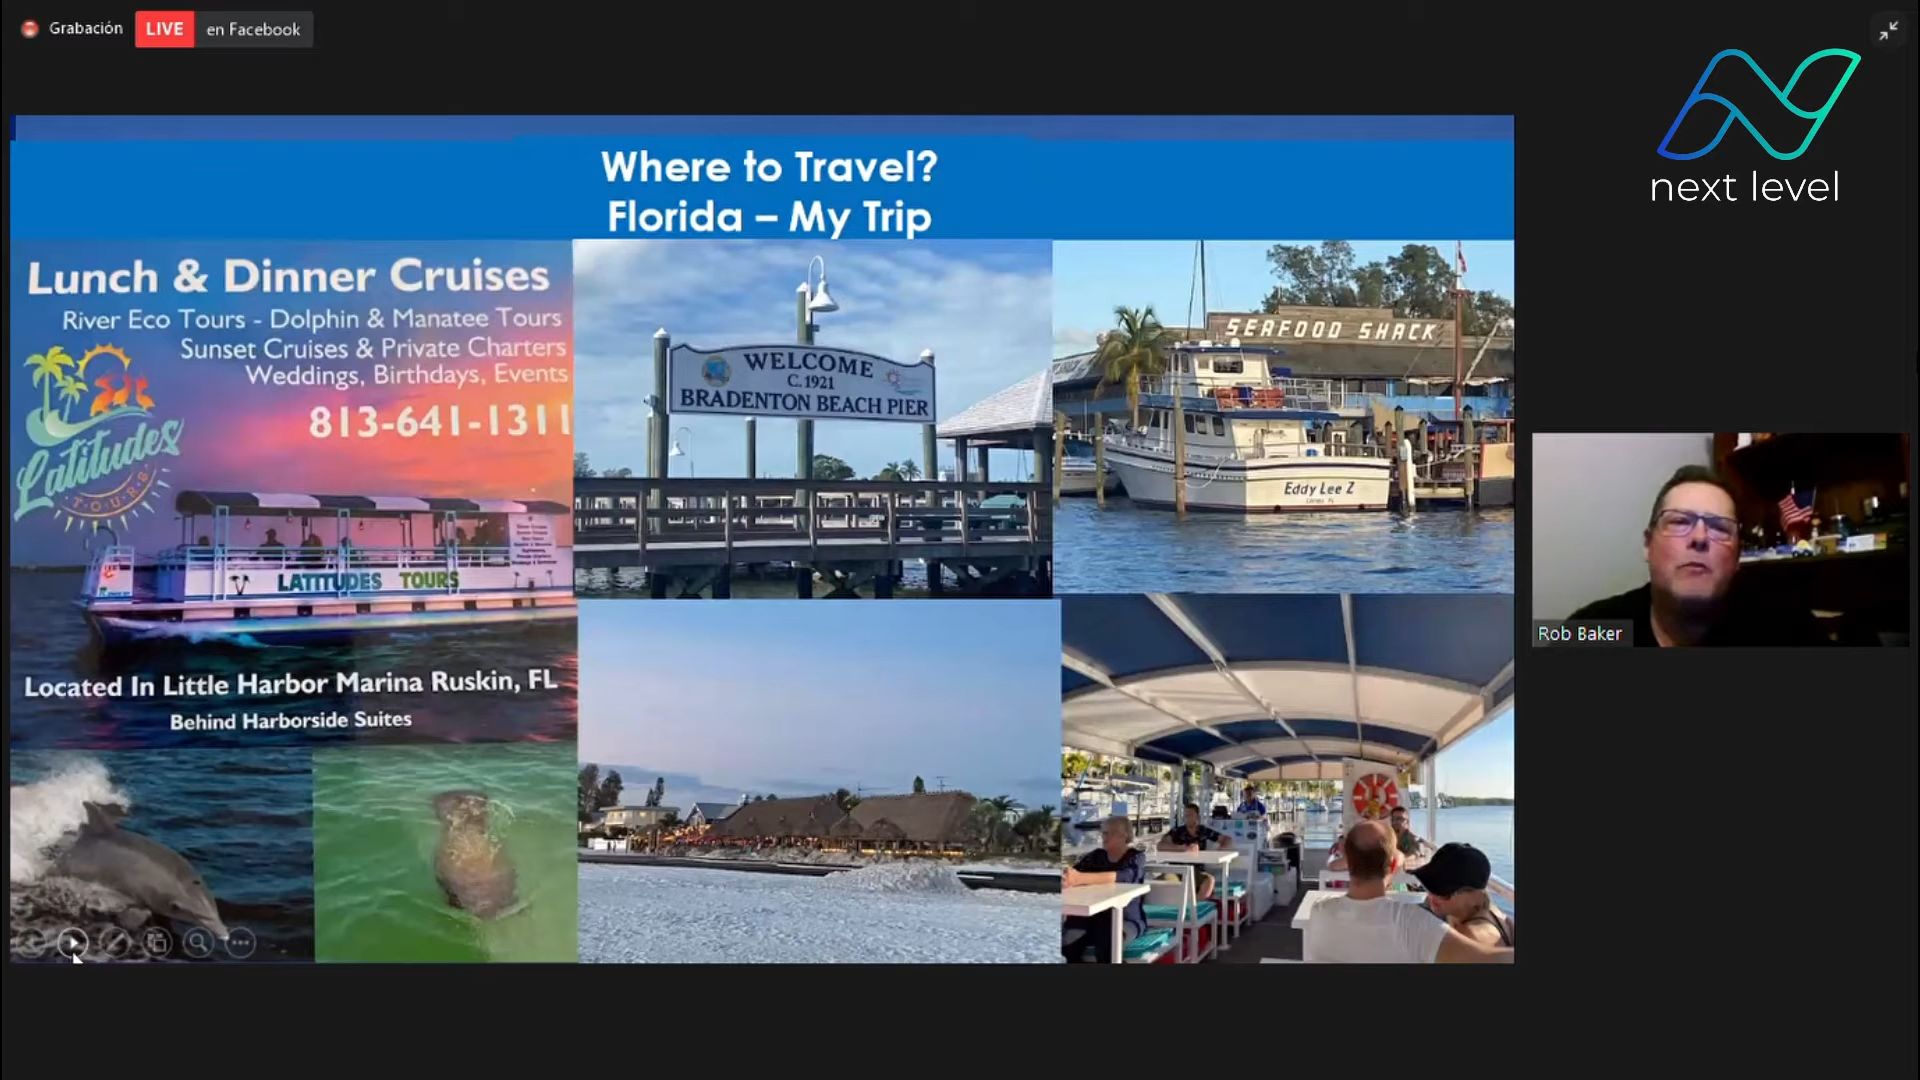 Grabación
LIVE en Facebook
next level
Where to Travel?
Florida – My Trip
Lunch & Dinner Cruises
River Eco Tours - Dolphin & Manatee Tours
Sunset Cruises & Private Charters
Weddings, Birthdays, Events
813-641-1311
Latitudes
TOURS
LATITUDES TOURS
Located In Little Harbor Marina Ruskin, FL
Behind Harborside Suites
WELCOME
C. 1921
BRADENTON BEACH PIER
SEAFOOD SHACK
Eddy Lee Z
Rob Baker